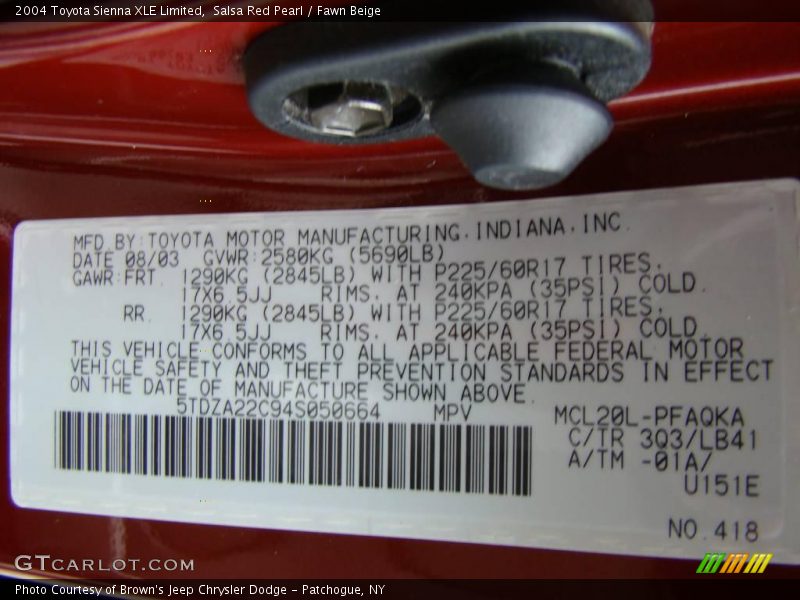 2004 Toyota Sienna XLE Limited,  Salsa Red Pearl / Fawn Beige
MFD.BY:TOYOTA MOTOR MANUFACTURING.INDIANA,INC.
DATE 08/03   GVWR:2580KG (5690LB)
GAWR:FRT. 1290KG (2845LB) WITH P225/60R17 TIRES.
17X6.5JJ   RIMS. AT 240KPA (35PSI) COLD.
RR. 1290KG (2845LB) WITH P225/60R17 TIRES.
17X6.5JJ   RIMS. AT 240KPA (35PSI) COLD.
THIS VEHICLE CONFORMS TO ALL APPLICABLE FEDERAL MOTOR
VEHICLE SAFETY AND THEFT PREVENTION STANDARDS IN EFFECT
ON THE DATE OF MANUFACTURE SHOWN ABOVE.
5TDZA22C94S050664   MPV   MCL20L-PFAQKA
C/TR 3Q3/LB41
A/TM -01A/
U151E
NO.418
GTCARLOT.COM
Photo Courtesy of Brown's Jeep Chrysler Dodge - Patchogue, NY